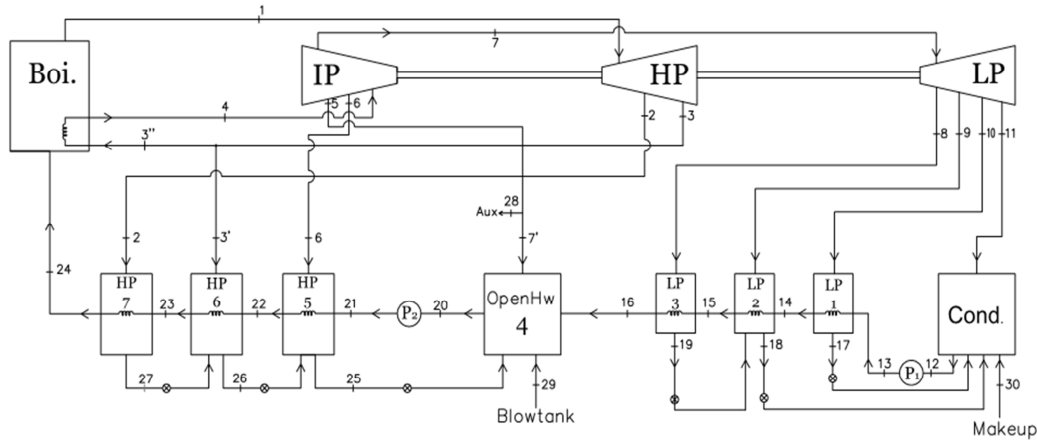 1
7
Boi.
IP
HP
LP
5
6
4
2
3
3"
8
9
10
11
28
Aux
2
3'
6
7'
24
HP
7
23
HP
6
22
HP
5
21
P2
20
OpenHw
4
16
LP
3
15
LP
2
14
LP
1
Cond.
19
18
17
13
P1
12
27
26
25
29
30
Blowtank
Makeup